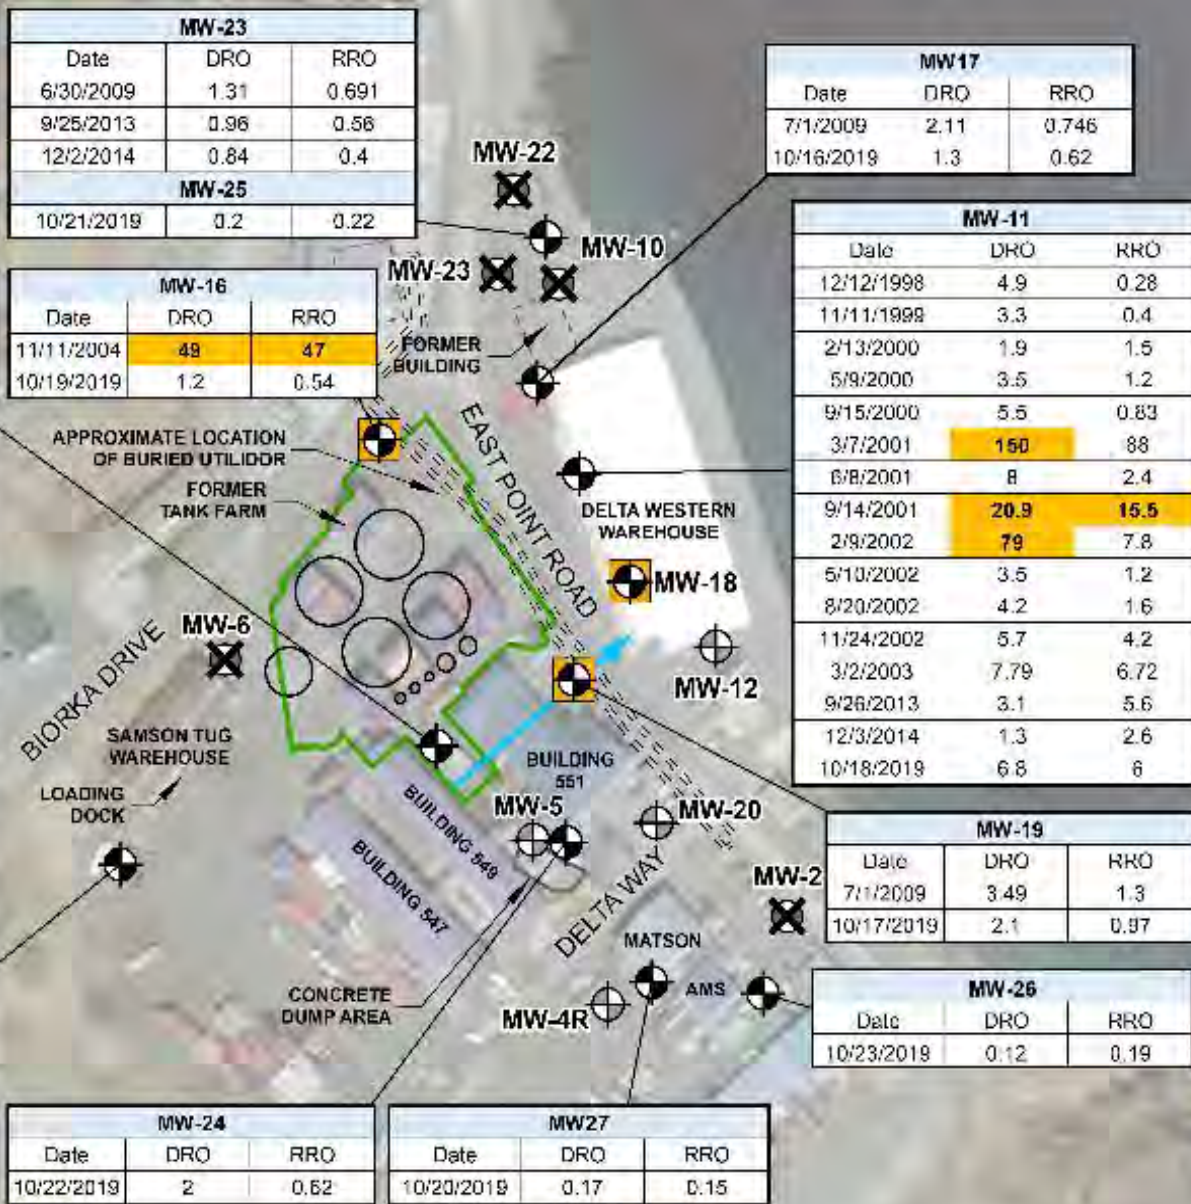 MW-23
Date DRO RRO
6/30/2009 1.31 0.691
9/25/2013 0.96 0.56
12/2/2014 0.84 0.4
MW-25
10/21/2019 0.2 0.22
MW17
Date DRO RRO
7/1/2009 2.11 0.746
10/16/2019 1.3 0.62
MW-22
MW-10
MW-23
MW-16
Date DRO RRO
11/11/2004 49 47
10/19/2019 1.2 0.54
FORMER
BUILDING
MW-11
Date DRO RRO
12/12/1998 4.9 0.28
11/11/1999 3.3 0.4
2/13/2000 1.9 1.5
5/9/2000 3.5 1.2
9/15/2000 5.5 0.83
3/7/2001 150 88
6/8/2001 8 2.4
9/14/2001 20.9 15.5
2/9/2002 79 7.8
5/10/2002 3.5 1.2
8/20/2002 4.2 1.6
11/24/2002 5.7 4.2
3/2/2003 7.79 6.72
9/26/2013 3.1 5.6
12/3/2014 1.3 2.6
10/18/2019 6.8 6
APPROXIMATE LOCATION
OF BURIED UTILIDOR
FORMER
TANK FARM
EAST POINT ROAD
DELTA WESTERN
WAREHOUSE
MW-18
MW-6
MW-12
BIORKA DRIVE
SAMSON TUG
WAREHOUSE
LOADING
DOCK
BUILDING
551
MW-5
MW-20
BUILDING 549
BUILDING 547
DELTA WAY
MW-2
MATSON
AMS
CONCRETE
DUMP AREA
MW-4R
MW-19
Date DRO RRO
7/1/2009 3.49 1.3
10/17/2019 2.1 0.97
MW-26
Date DRO RRO
10/23/2019 0.12 0.19
MW-24
Date DRO RRO
10/22/2019 2 0.62
MW27
Date DRO RRO
10/20/2019 0.17 0.15